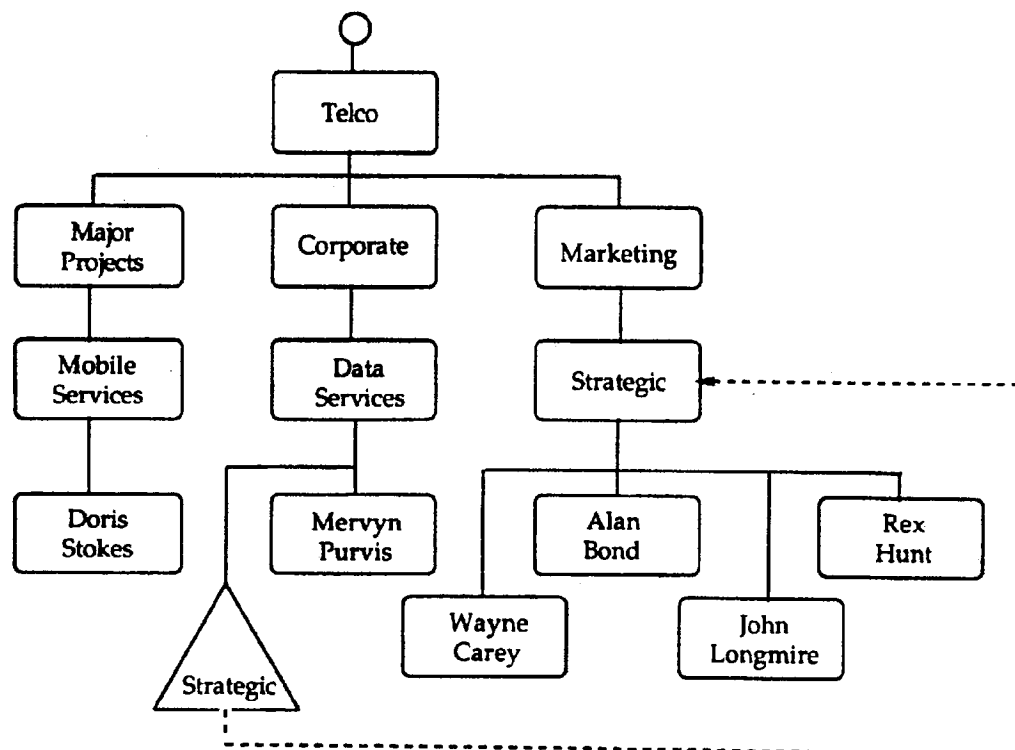 Telco
Major
Projects
Corporate
Marketing
Mobile
Services
Data
Services
Strategic
Doris
Stokes
Mervyn
Purvis
Alan
Bond
Rex
Hunt
Wayne
Carey
John
Longmire
Strategic